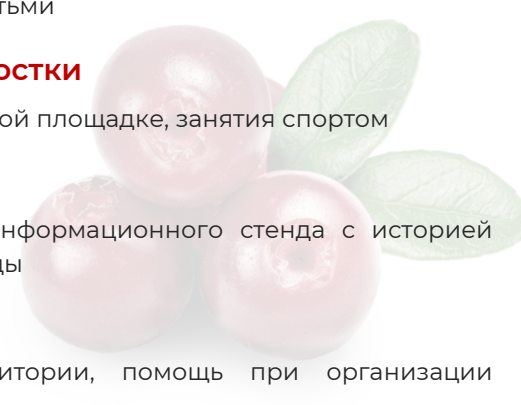 тьми
остки
ой площадке, занятия спортом
нформационного стенда с историей
ды
итории, помощь при организации